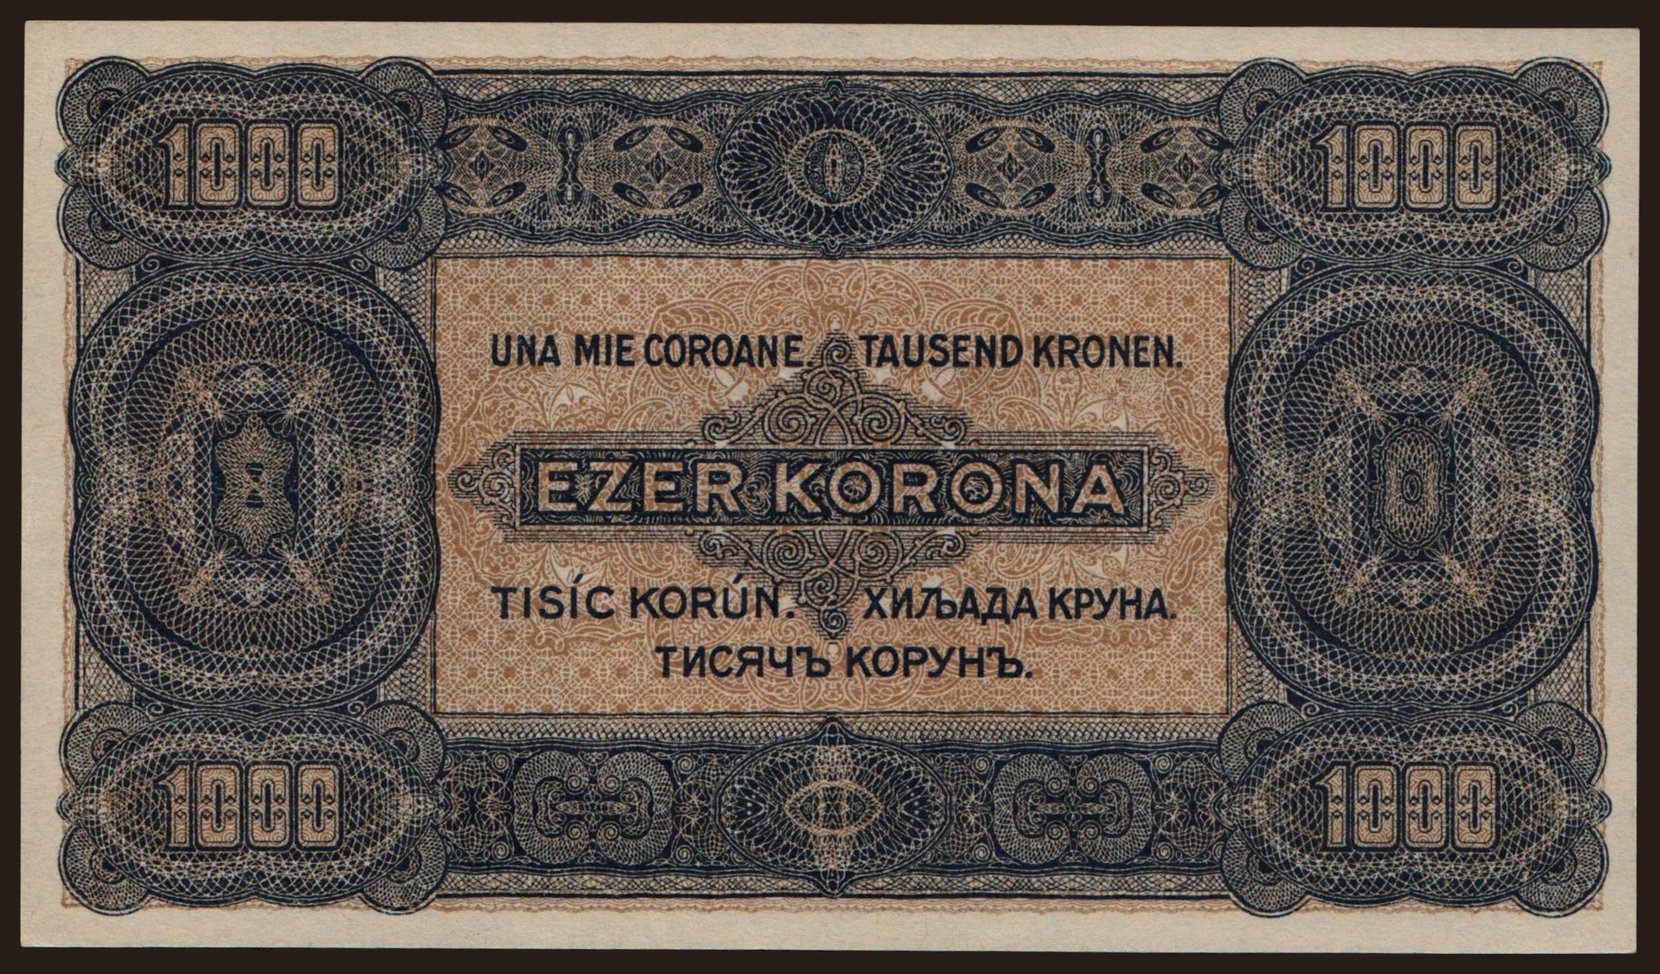 1000 1000
UNA MIE COROANE. TAUSEND KRONEN.
EZER KORONA
TISÍC KORÚN. ХИЉАДА КРУНА.
ТИСЯЧЪ КОРУНЪ.
1000 1000